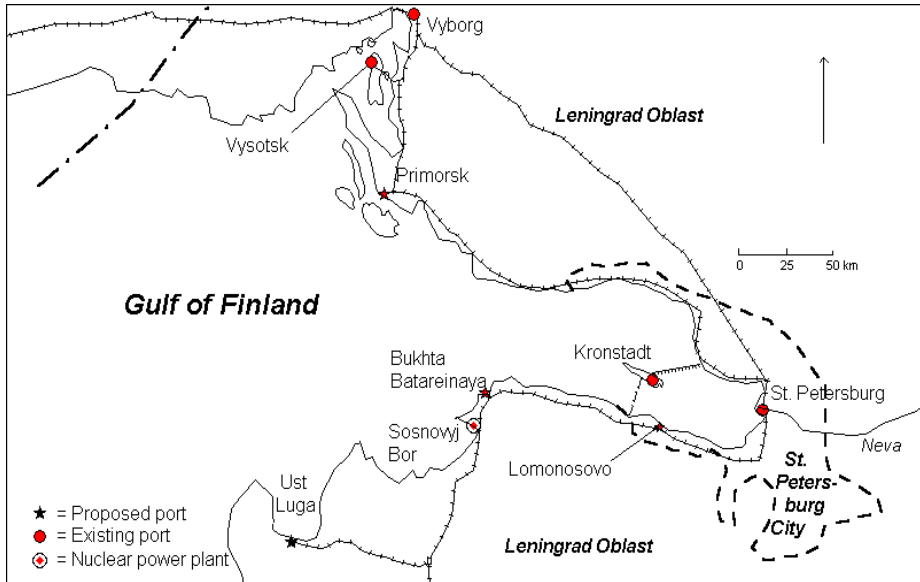 Vyborg
Leningrad Oblast
Vysotsk
Primorsk
0 25 50 km
Gulf of Finland
Kronstadt
Bukhta
Batareinaya
St. Petersburg
Sosnovyj
Bor
Neva
Lomonosovo
St.
Peters-
burg
City
Ust
Luga
= Proposed port
= Existing port
= Nuclear power plant
Leningrad Oblast